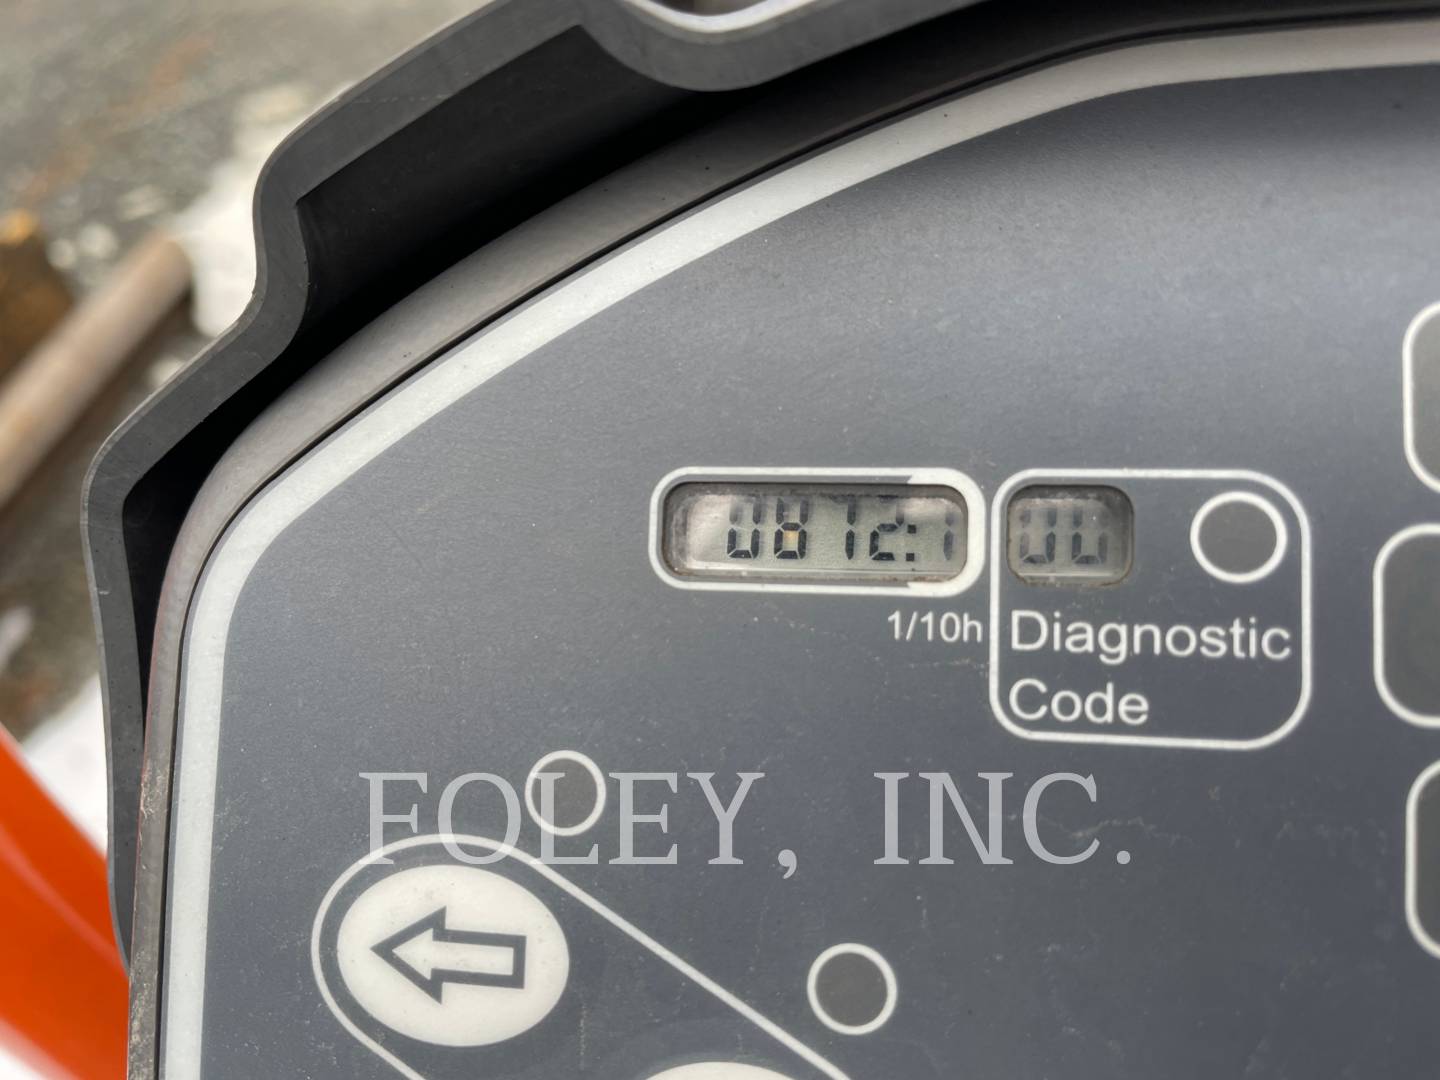 0812:1
00
1/10h
Diagnostic
Code
FOLEY, INC.